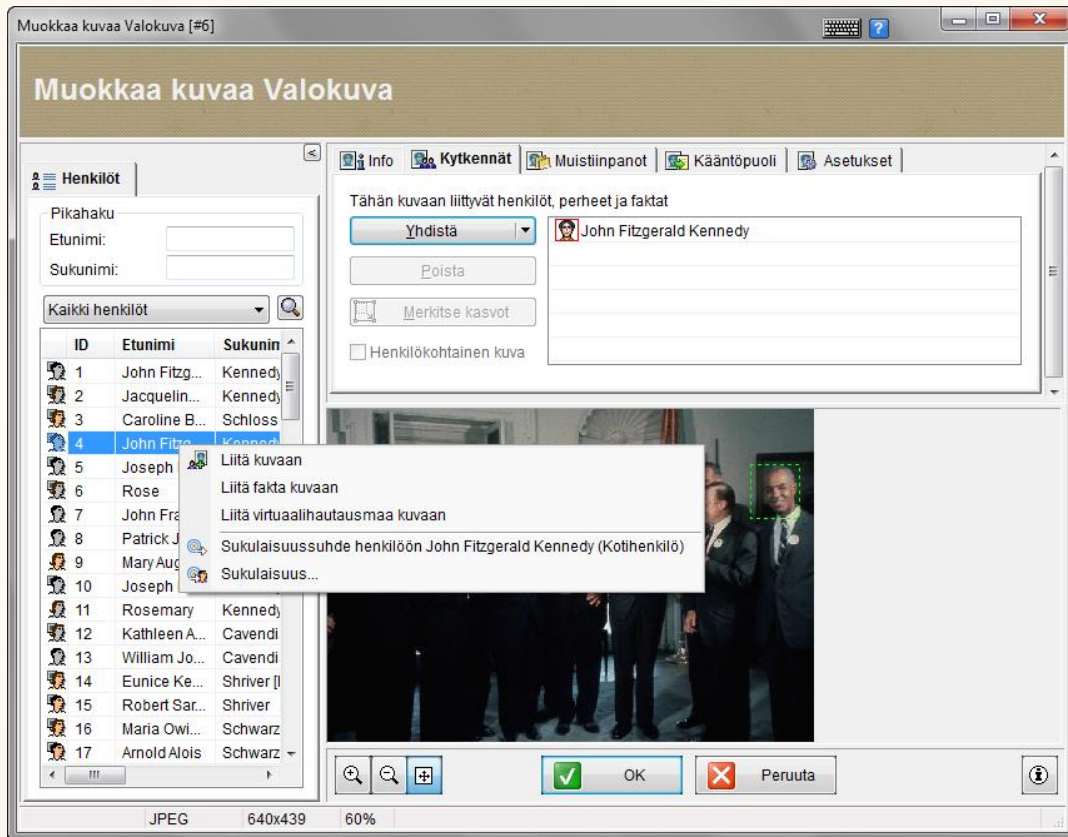 Muokkaa kuvaa Valokuva [#6]
Muokkaa kuvaa Valokuva
Henkilöt
Pikahaku
Etunimi:
Sukunimi:
Kaikki henkilöt
ID Etunimi Sukunim
1 John Fitzg... Kennedy
2 Jacquelin... Kennedy
3 Caroline B... Schloss
4 John Fitzg...
5 Joseph
6 Rose
7 John Fra
8 Patrick J
9 Mary Aug
10 Joseph
11 Rosemary Kennedy
12 Kathleen A... Cavendi
13 William Jo... Cavendi
14 Eunice Ke... Shriver [
15 Robert Sar... Shriver
16 Maria Owi... Schwarz
17 Arnold Alois Schwarz
Info Kytkennät Muistiinpanot Kääntöpuoli Asetukset
Tähän kuvaan liittyvät henkilöt, perheet ja faktat
Yhdistä
Poista
Merkitse kasvot
Henkilökohtainen kuva
John Fitzgerald Kennedy
Liitä kuvaan
Liitä fakta kuvaan
Liitä virtuaalihautausmaa kuvaan
Sukulaisuussuhde henkilöön John Fitzgerald Kennedy (Kotihenkilö)
Sukulaisuus...
OK Peruuta
JPEG 640x439 60%